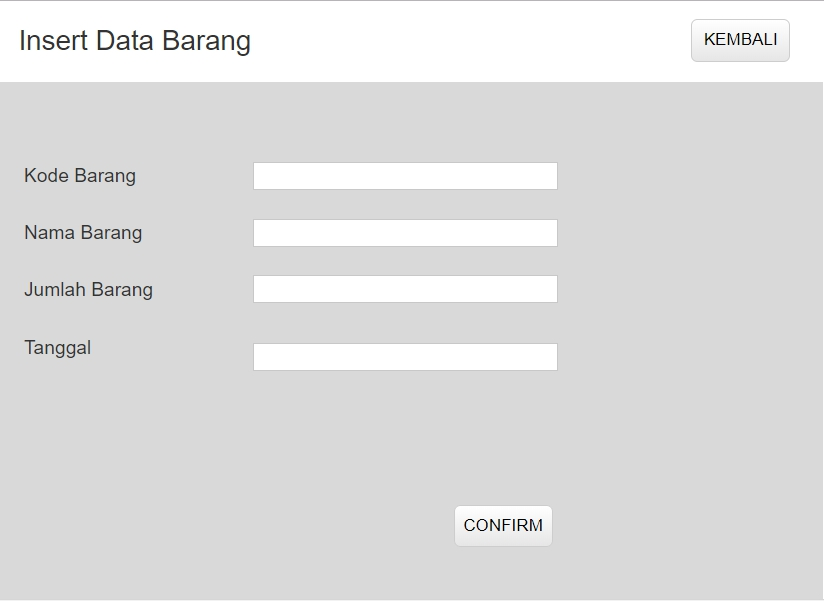 Insert Data Barang
KEMBALI
Kode Barang
Nama Barang
Jumlah Barang
Tanggal
CONFIRM